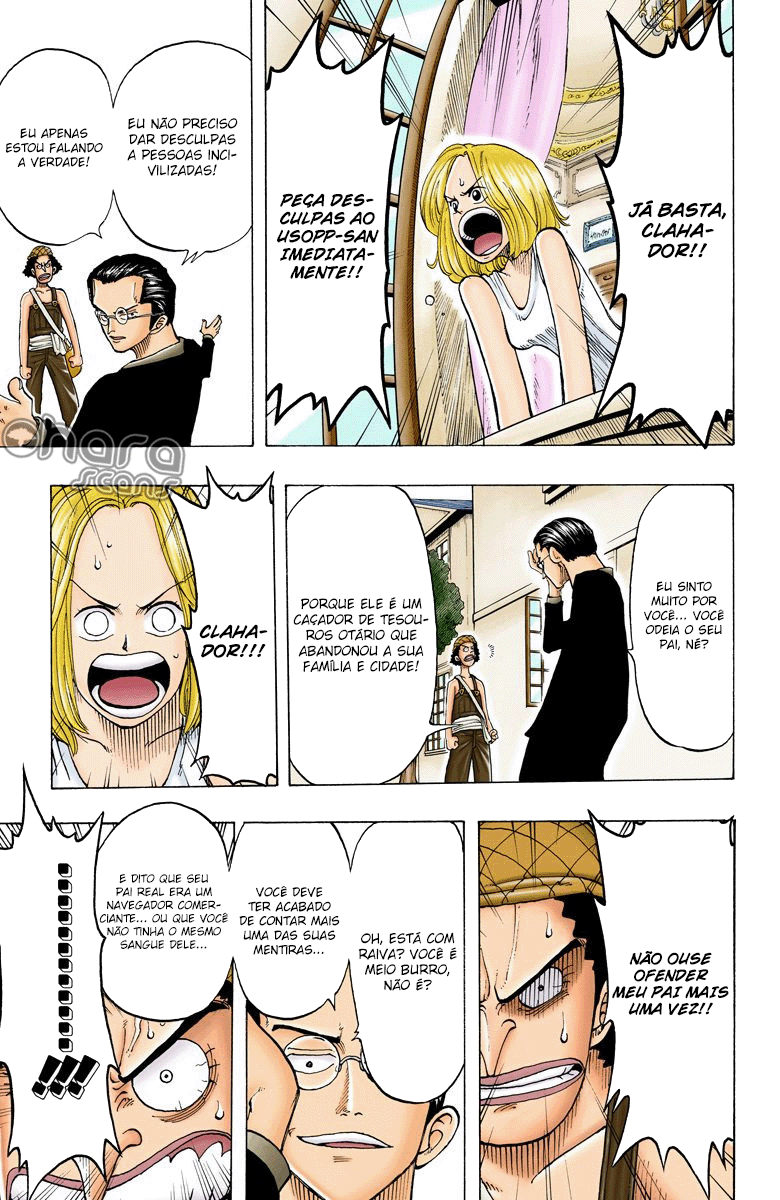 JÁ BASTA,
CLAHA-
DOR!!
PEÇA DES-
CULPAS AO
USOPP-SAN
IMEDIATA-
MENTE!!
EU NÃO PRECISO
DAR DESCULPAS
A PESSOAS INCI-
VILIZADAS!
EU APENAS
ESTOU FALANDO
A VERDADE!
EU SINTO
MUITO POR
VOCÊ... VOCÊ
ODEIA O SEU
PAI, NÉ?
PORQUE ELE É UM
CAÇADOR DE TESOU-
ROS OTÁRIO QUE
ABANDONOU A SUA
FAMÍLIA E CIDADE!
CLAHA-
DOR!!!
NÃO OUSE
OFENDER
MEU PAI MAIS
UMA VEZ!!
OH, ESTÁ COM
RAIVA? VOCÊ É
MEIO BURRO,
NÃO É?
VOCÊ DEVE
TER ACABADO
DE CONTAR MAIS
UMA DAS SUAS
MENTIRAS...
E DITO QUE SEU
PAI REAL ERA UM
NAVEGADOR COMER-
CIANTE... OU QUE VOCÊ
NÃO TINHA O MESMO
SANGUE DELE...
............!!!
Ohara
scans